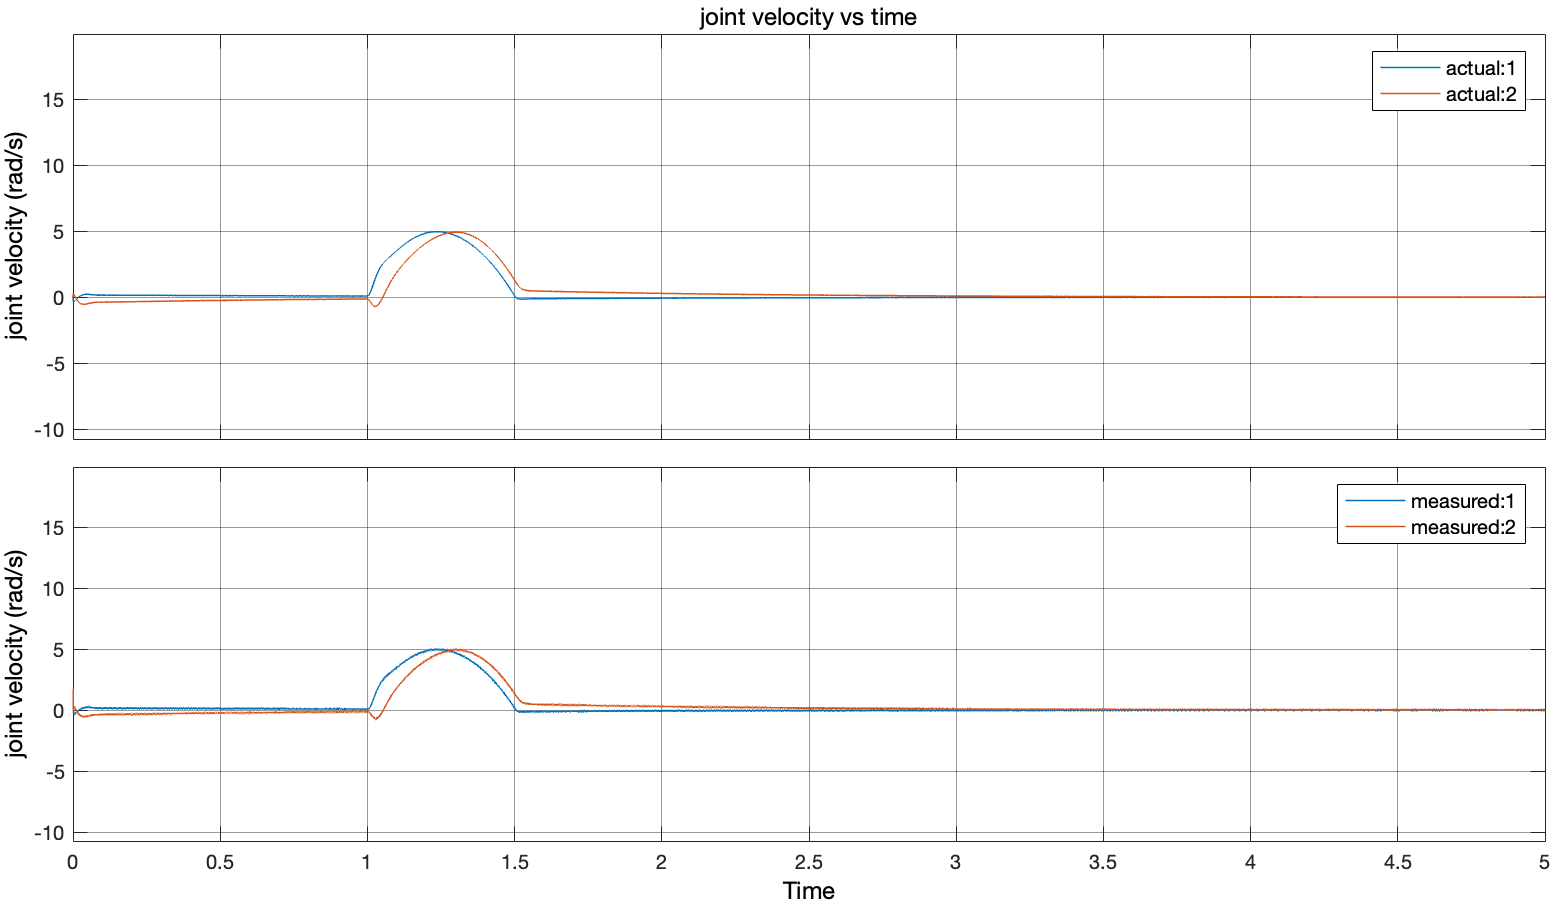 joint velocity vs time
joint velocity (rad/s)
15
10
5
0
-5
-10
actual:1
actual:2
joint velocity (rad/s)
15
10
5
0
-5
-10
measured:1
measured:2
0 0.5 1 1.5 2 2.5 3 3.5 4 4.5 5
Time